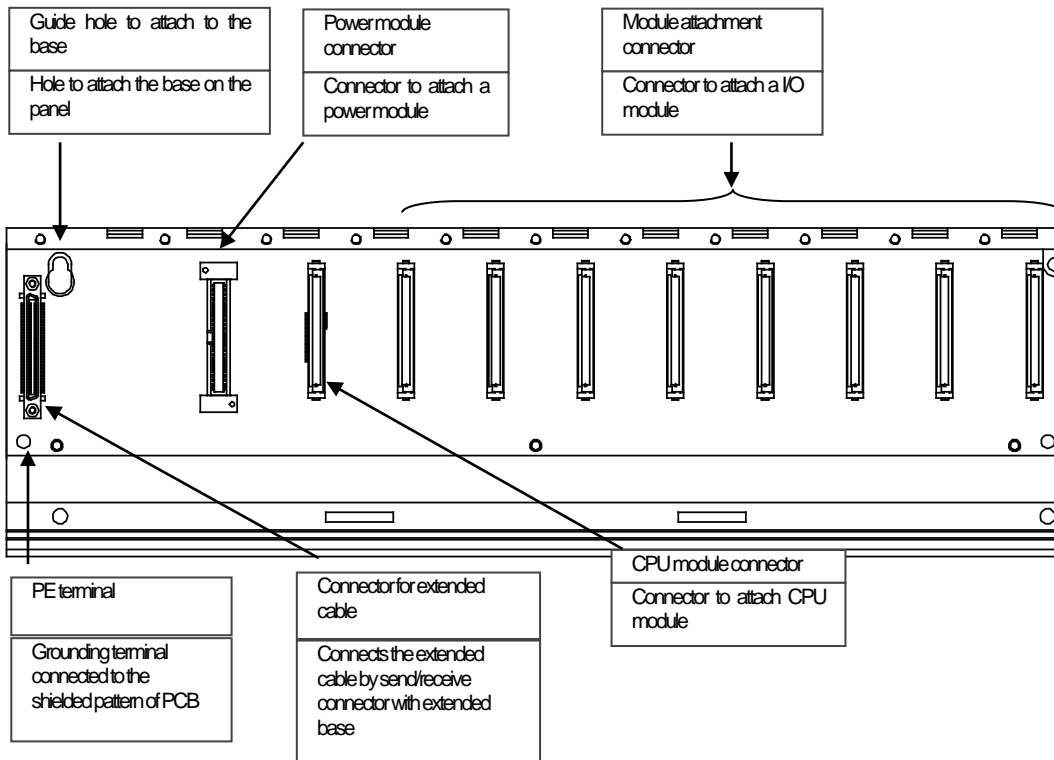 Guide hole to attach to the
base
Hole to attach the base on the
panel
Power module
connector
Connector to attach a
power module
Module attachment
connector
Connector to attach a I/O
module
PE terminal
Grounding terminal
connected to the
shielded pattern of PCB
Connector for extended
cable
Connects the extended
cable by send/receive
connector with extended
base
CPU module connector
Connector to attach CPU
module